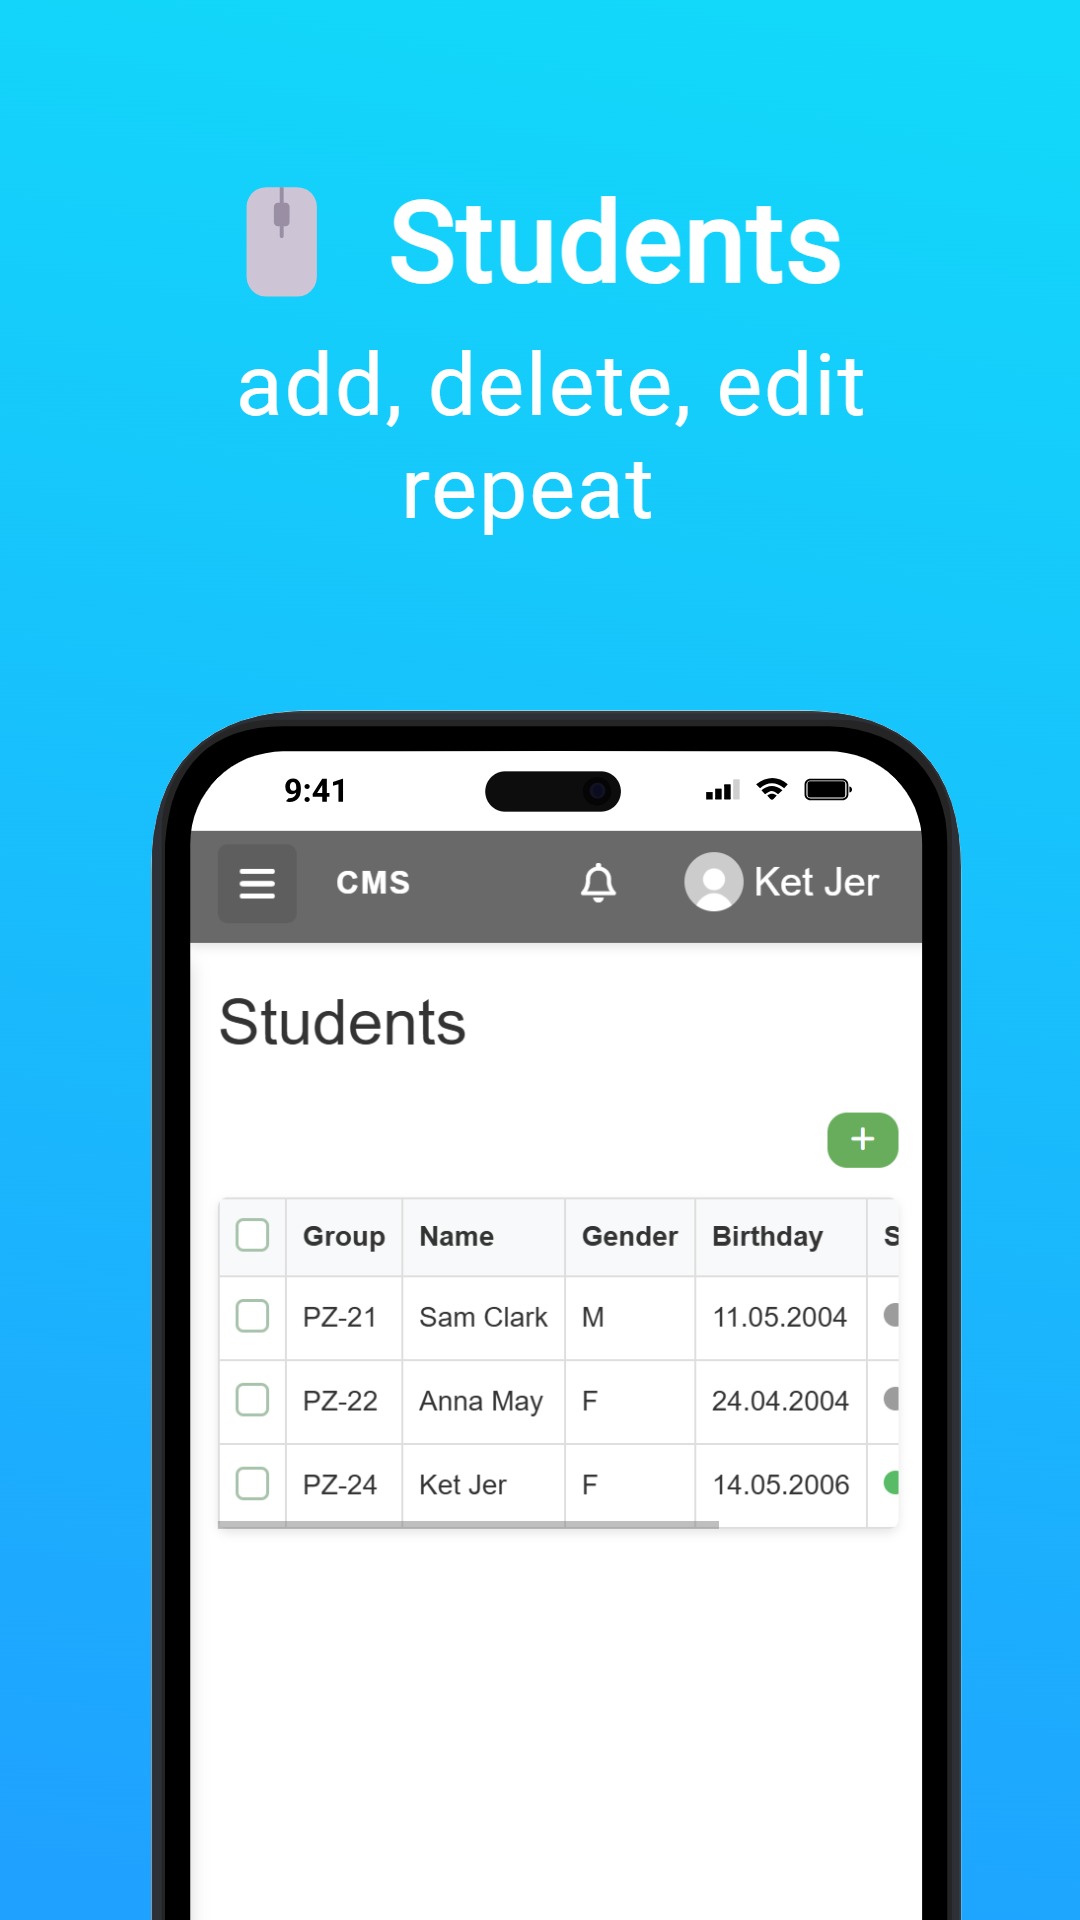 Students
add, delete, edit
repeat
9:41
CMS Ket Jer
Students
+
Group Name Gender Birthday S
PZ-21 Sam Clark M 11.05.2004
PZ-22 Anna May F 24.04.2004
PZ-24 Ket Jer F 14.05.2006